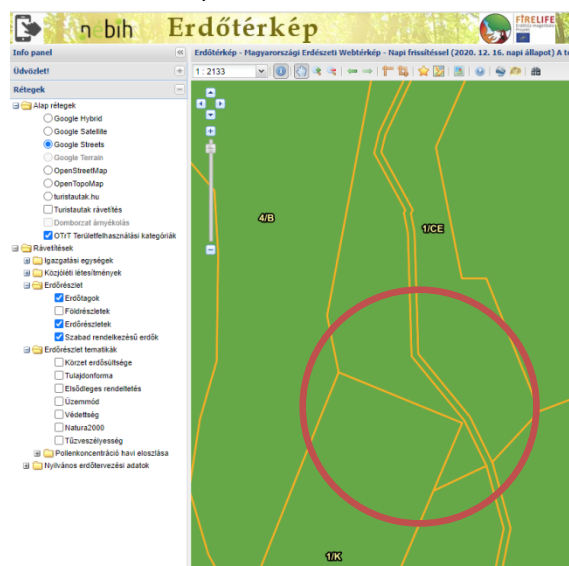 nebih Erdőtérkép FIRELIFE
Info panel
Erdőtérkép - Magyarországi Erdészeti Webtérkép - Napi frissítéssel (2020. 12. 16. napi állapot) A t
Üdvözlet!
1 : 2133
Rétegek
Alap rétegek
Google Hybrid
Google Satellite
Google Streets
Google Terrain
OpenStreetMap
OpenTopoMap
turistautak.hu
Turistautak rávetítés
Domborzat árnyékolás
OTrT Területfelhasználási kategóriák
Rávetítések
Igazgatási egységek
Közjóléti létesítmények
Erdőrészlet
Erdőtagok
Földrészletek
Erdőrészletek
Szabad rendelkezésű erdők
Erdőrészlet tematikák
Körzet erdősültsége
Tulajdonforma
Elsődleges rendeltetés
Üzemmód
Védettség
Natura2000
Tűzveszélyesség
Pollenkoncentráció havi eloszlása
Nyilvános erdőtervezési adatok
4/B
1/CE
1/K